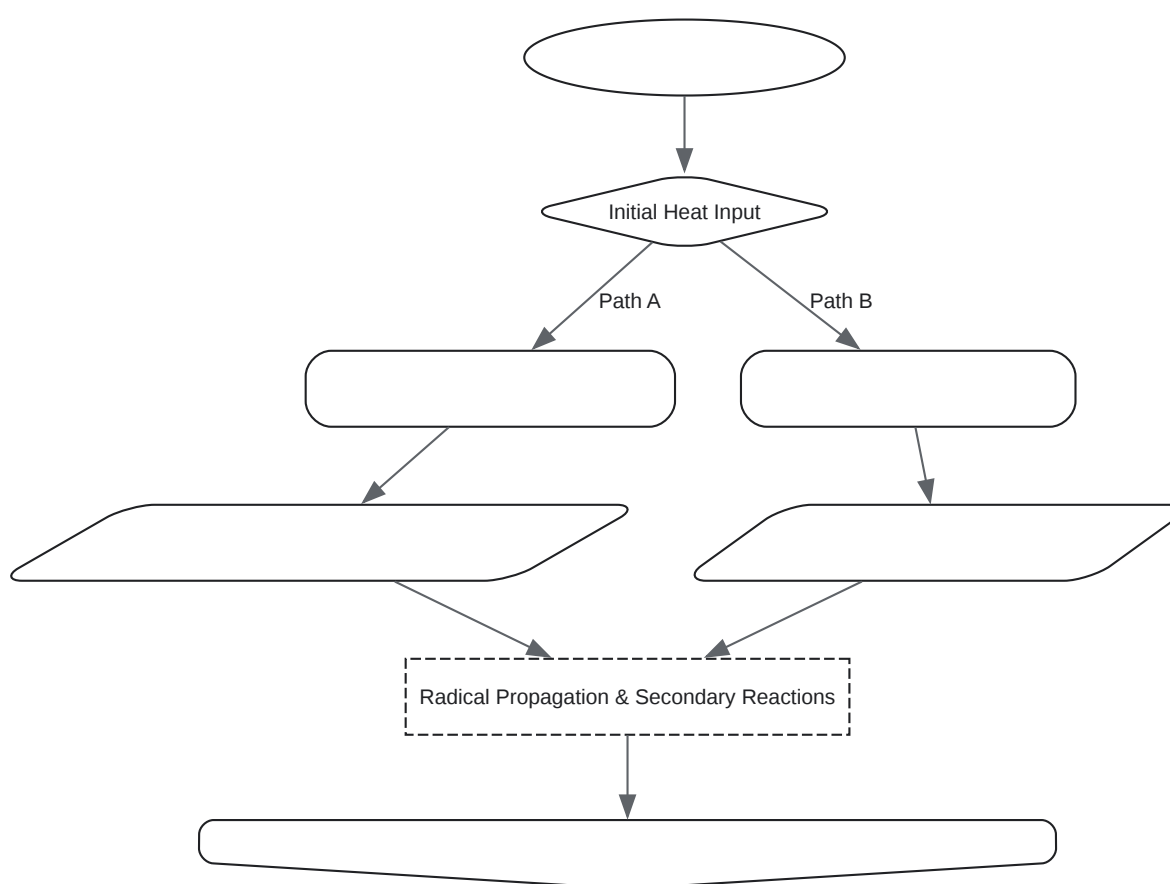 Initial Heat Input
Path A
Path B
Radical Propagation & Secondary Reactions